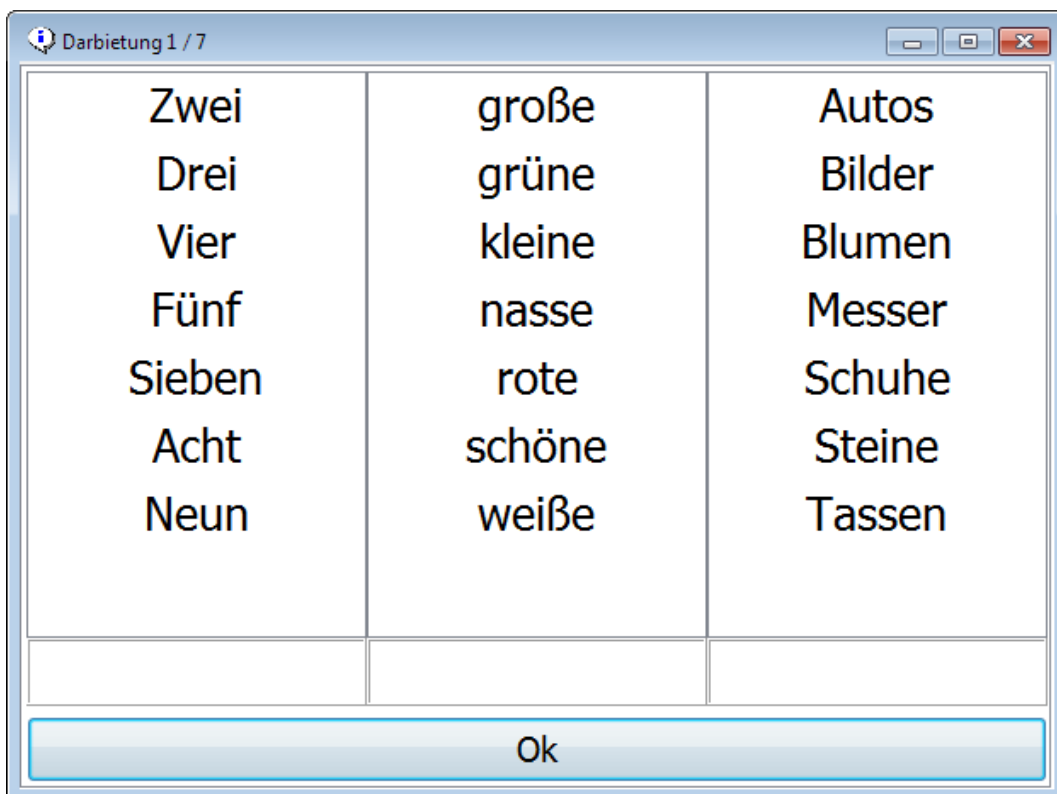 Darbietung 1 / 7
Zwei große Autos
Drei grüne Bilder
Vier kleine Blumen
Fünf nasse Messer
Sieben rote Schuhe
Acht schöne Steine
Neun weiße Tassen
Ok